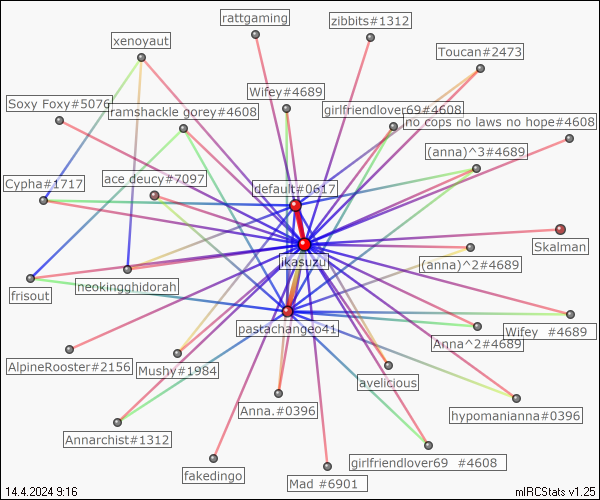 rattgaming
zibbits#1312
xenoyaut
Toucan#2473
Wifey#4689
Soxy Foxy#5076
ramshackle gorey#4608
girlfriendlover69#4608
no cops no laws no hope#4608
(anna)^3#4689
Cypha#1717
ace deucy#7097
default#0617
Skalman
jikasuzu
(anna)^2#4689
frisout
neokingghidorah
pastachangeo41
Wifey #4689
Anna^2#4689
AlpineRooster#2156
Mushy#1984
avelicious
Anna.#0396
hypomanianna#0396
Annarchist#1312
girlfriendlover69 #4608
fakedingo
Mad #6901
14.4.2024 9:16
mIRCStats v1.25